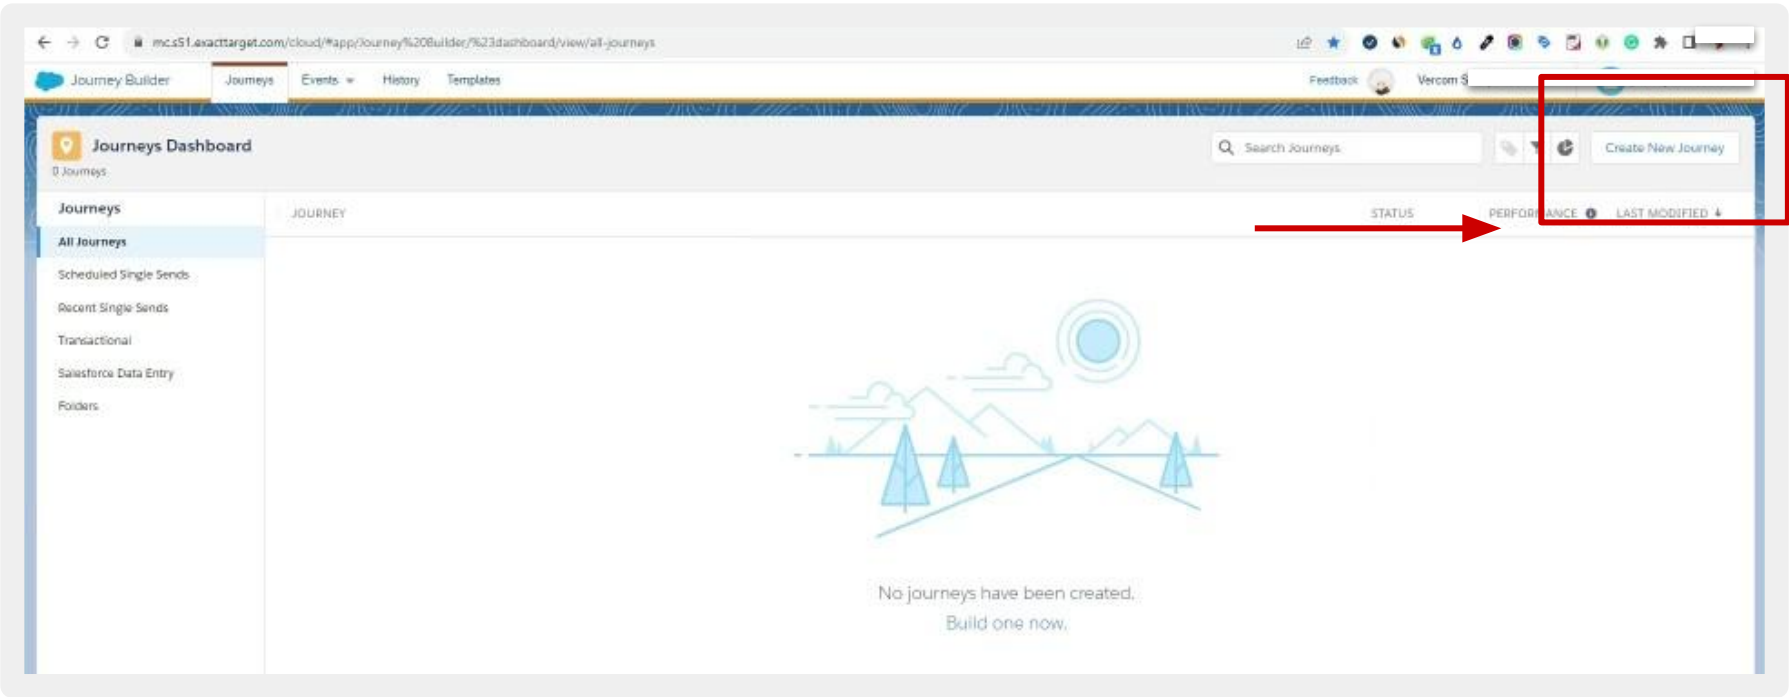 mc.s51.exacttarget.com/cloud/#app/Journey%20Builder/%23dashboard/view/all-journeys
Journey Builder Journeys Events History Templates Feedback Vercom S
Journeys Dashboard
0 Journeys
Search Journeys
Create New Journey
Journeys
All Journeys
Scheduled Single Sends
Recent Single Sends
Transactional
Salesforce Data Entry
Folders
JOURNEY STATUS PERFORMANCE LAST MODIFIED
No journeys have been created.
Build one now.